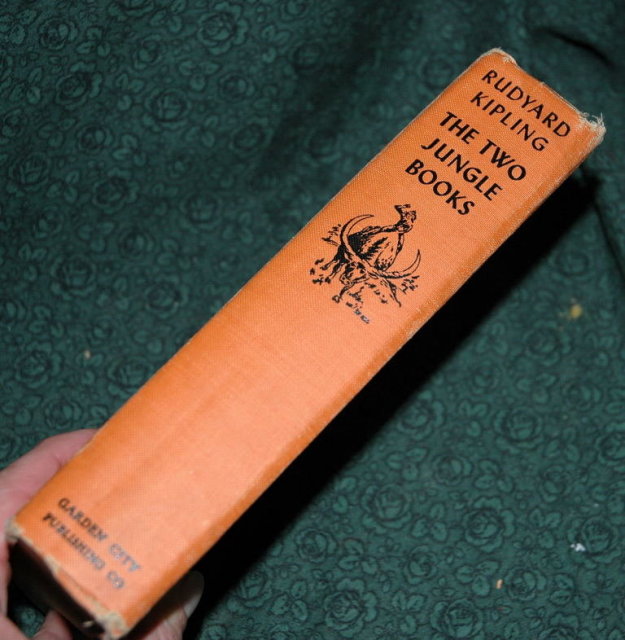 RUDYARD
KIPLING
THE TWO
JUNGLE
BOOKS
GARDEN CITY
PUBLISHING CO